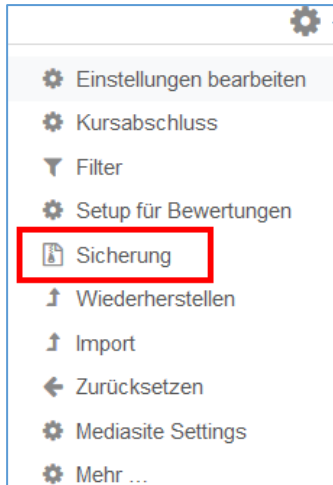 Einstellungen bearbeiten
Kursabschluss
Filter
Setup für Bewertungen
Sicherung
Wiederherstellen
Import
Zurücksetzen
Mediasite Settings
Mehr ...